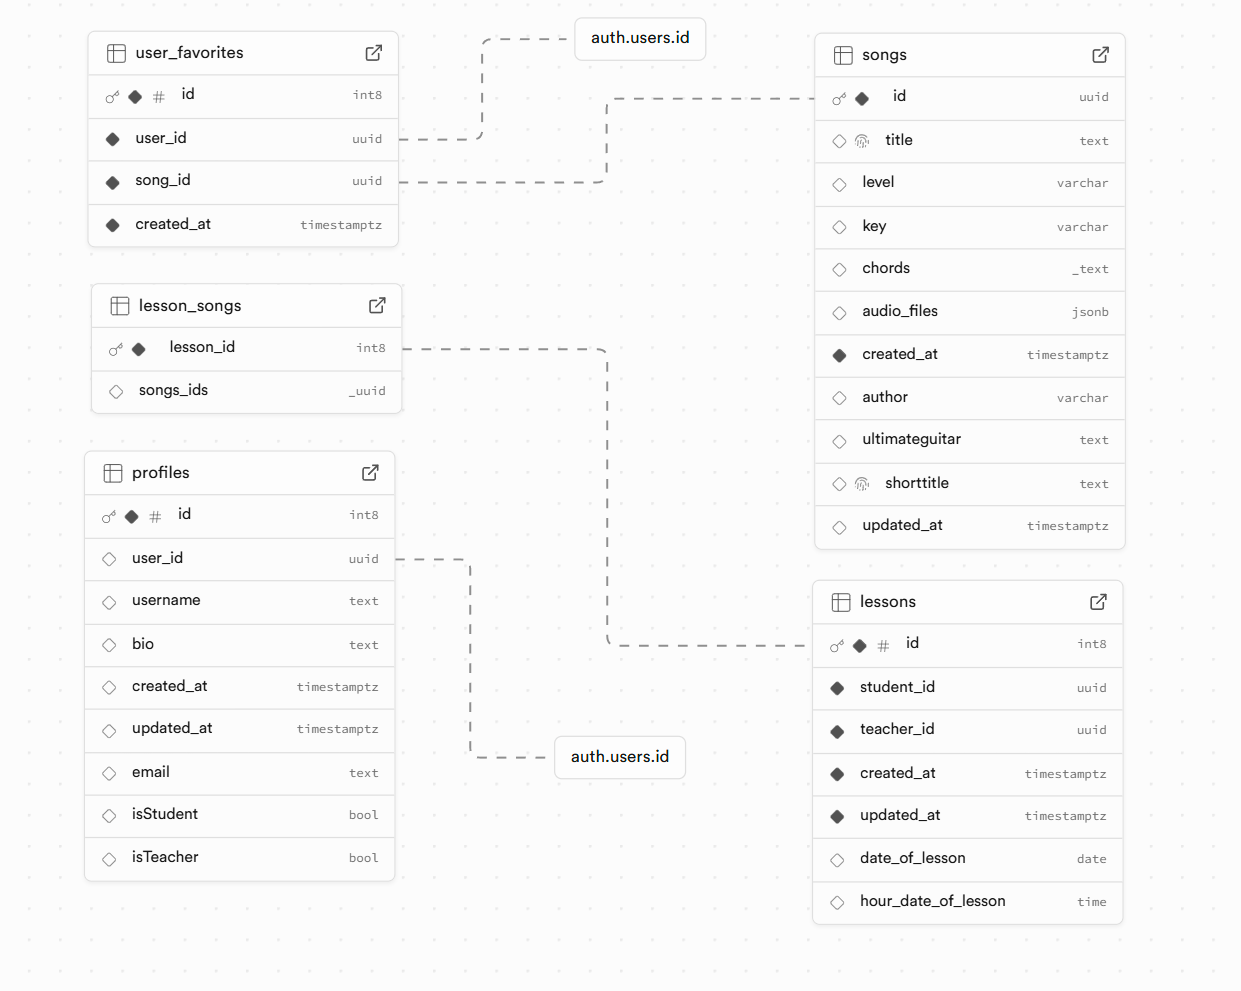 user_favorites
id int8
user_id uuid
song_id uuid
created_at timestamptz
auth.users.id
lesson_songs
lesson_id int8
songs_ids _uuid
profiles
id int8
user_id uuid
username text
bio text
created_at timestamptz
updated_at timestamptz
email text
isStudent bool
isTeacher bool
auth.users.id
songs
id uuid
title text
level varchar
key varchar
chords _text
audio_files jsonb
created_at timestamptz
author varchar
ultimateguitar text
shorttitle text
updated_at timestamptz
lessons
id int8
student_id uuid
teacher_id uuid
created_at timestamptz
updated_at timestamptz
date_of_lesson date
hour_date_of_lesson time